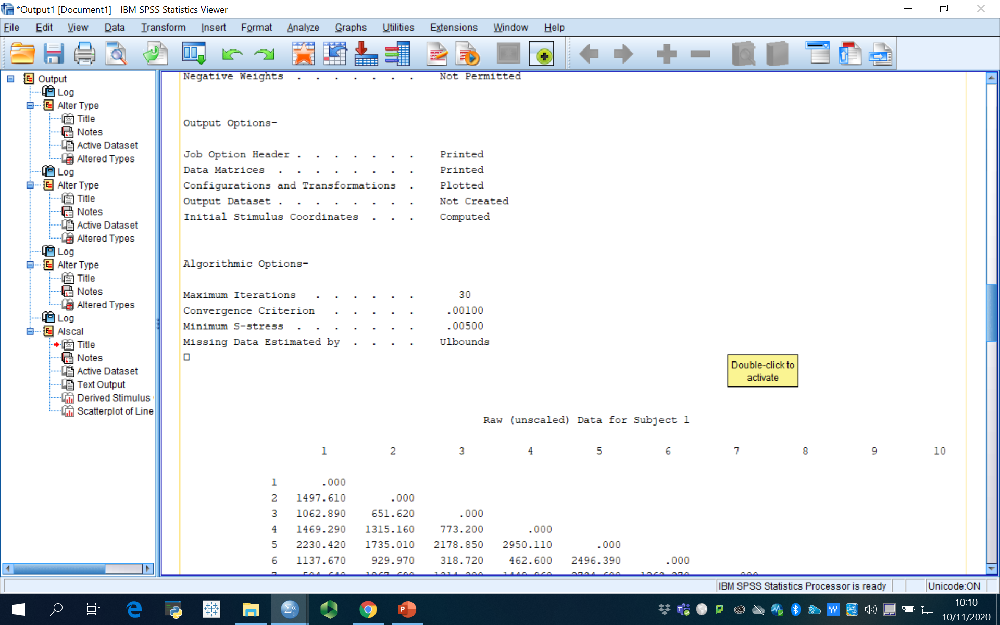 *Output1 [Document1] - IBM SPSS Statistics Viewer
File Edit View Data Transform Insert Format Analyze Graphs Utilities Extensions Window Help
Output
Log
Alter Type
Title
Notes
Active Dataset
Altered Types
Log
Alter Type
Title
Notes
Active Dataset
Altered Types
Log
Alter Type
Title
Notes
Altered Types
Log
Alscal
Title
Notes
Active Dataset
Text Output
Derived Stimulus
Scatterplot of Line
Negative Weights . . . . . . . Not Permitted
Output Options-
Job Option Header . . . . . . . Printed
Data Matrices . . . . . . . . Printed
Configurations and Transformations . Plotted
Output Dataset . . . . . . . . Not Created
Initial Stimulus Coordinates . . . Computed
Algorithmic Options-
Maximum Iterations . . . . . . 30
Convergence Criterion . . . . . .00100
Minimum S-stress . . . . . . . .00500
Missing Data Estimated by . . . . Ulbounds
Double-click to
activate
Raw (unscaled) Data for Subject 1
1 2 3 4 5 6 7 8 9 10
1 .000
2 1497.610 .000
3 1062.890 651.620 .000
4 1469.290 1315.160 773.200 .000
5 2230.420 1735.010 2178.850 2950.110 .000
6 1137.670 929.970 318.720 462.600 2496.390 .000
IBM SPSS Statistics Processor is ready Unicode:ON
10:10
10/11/2020